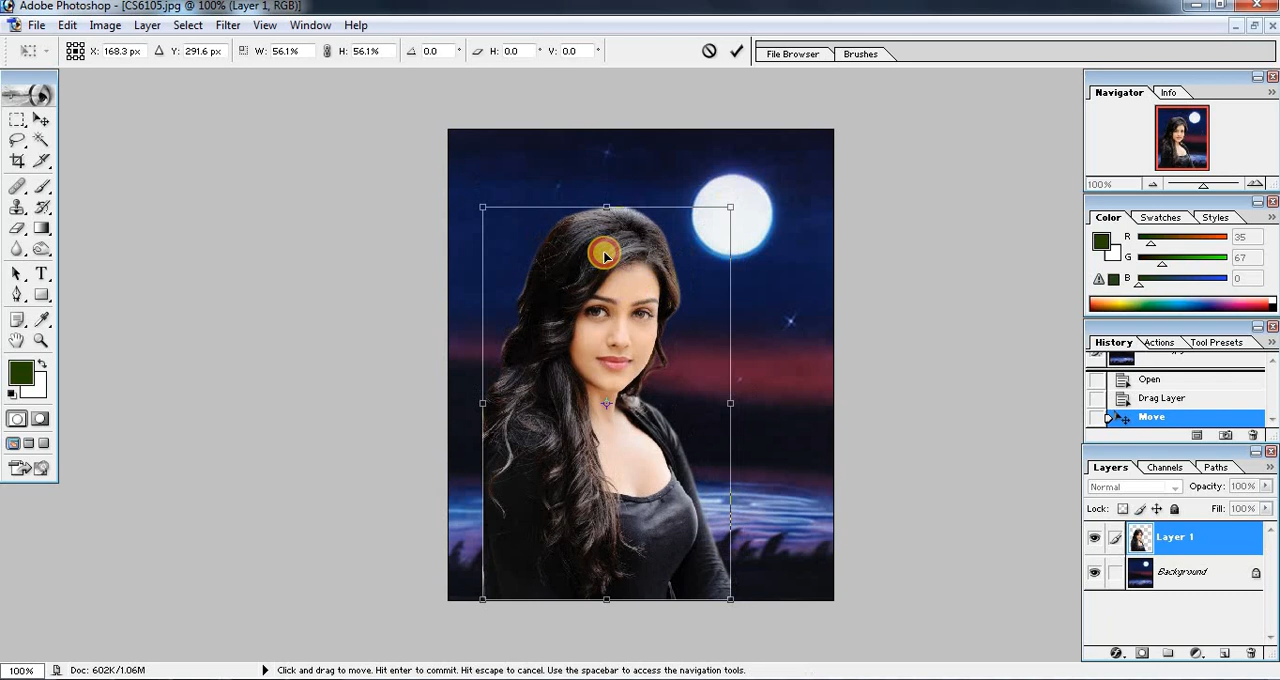 Adobe Photoshop - [CS6105.jpg @ 100% (Layer 1, RGB)]
File Edit Image Layer Select Filter View Window Help
X: 168.3 px Y: 291.6 px W: 56.1% H: 56.1% 0.0 ° H: 0.0 ° V: 0.0 °
File Browser Brushes
Navigator Info
100%
Color Swatches Styles
R 35
G 67
B 0
History Actions Tool Presets
Open
Drag Layer
Move
Layers Channels Paths
Normal Opacity: 100%
Lock: Fill: 100%
Layer 1
Background
100% Doc: 602K/1.06M Click and drag to move. Hit enter to commit. Hit escape to cancel. Use the spacebar to access the navigation tools.